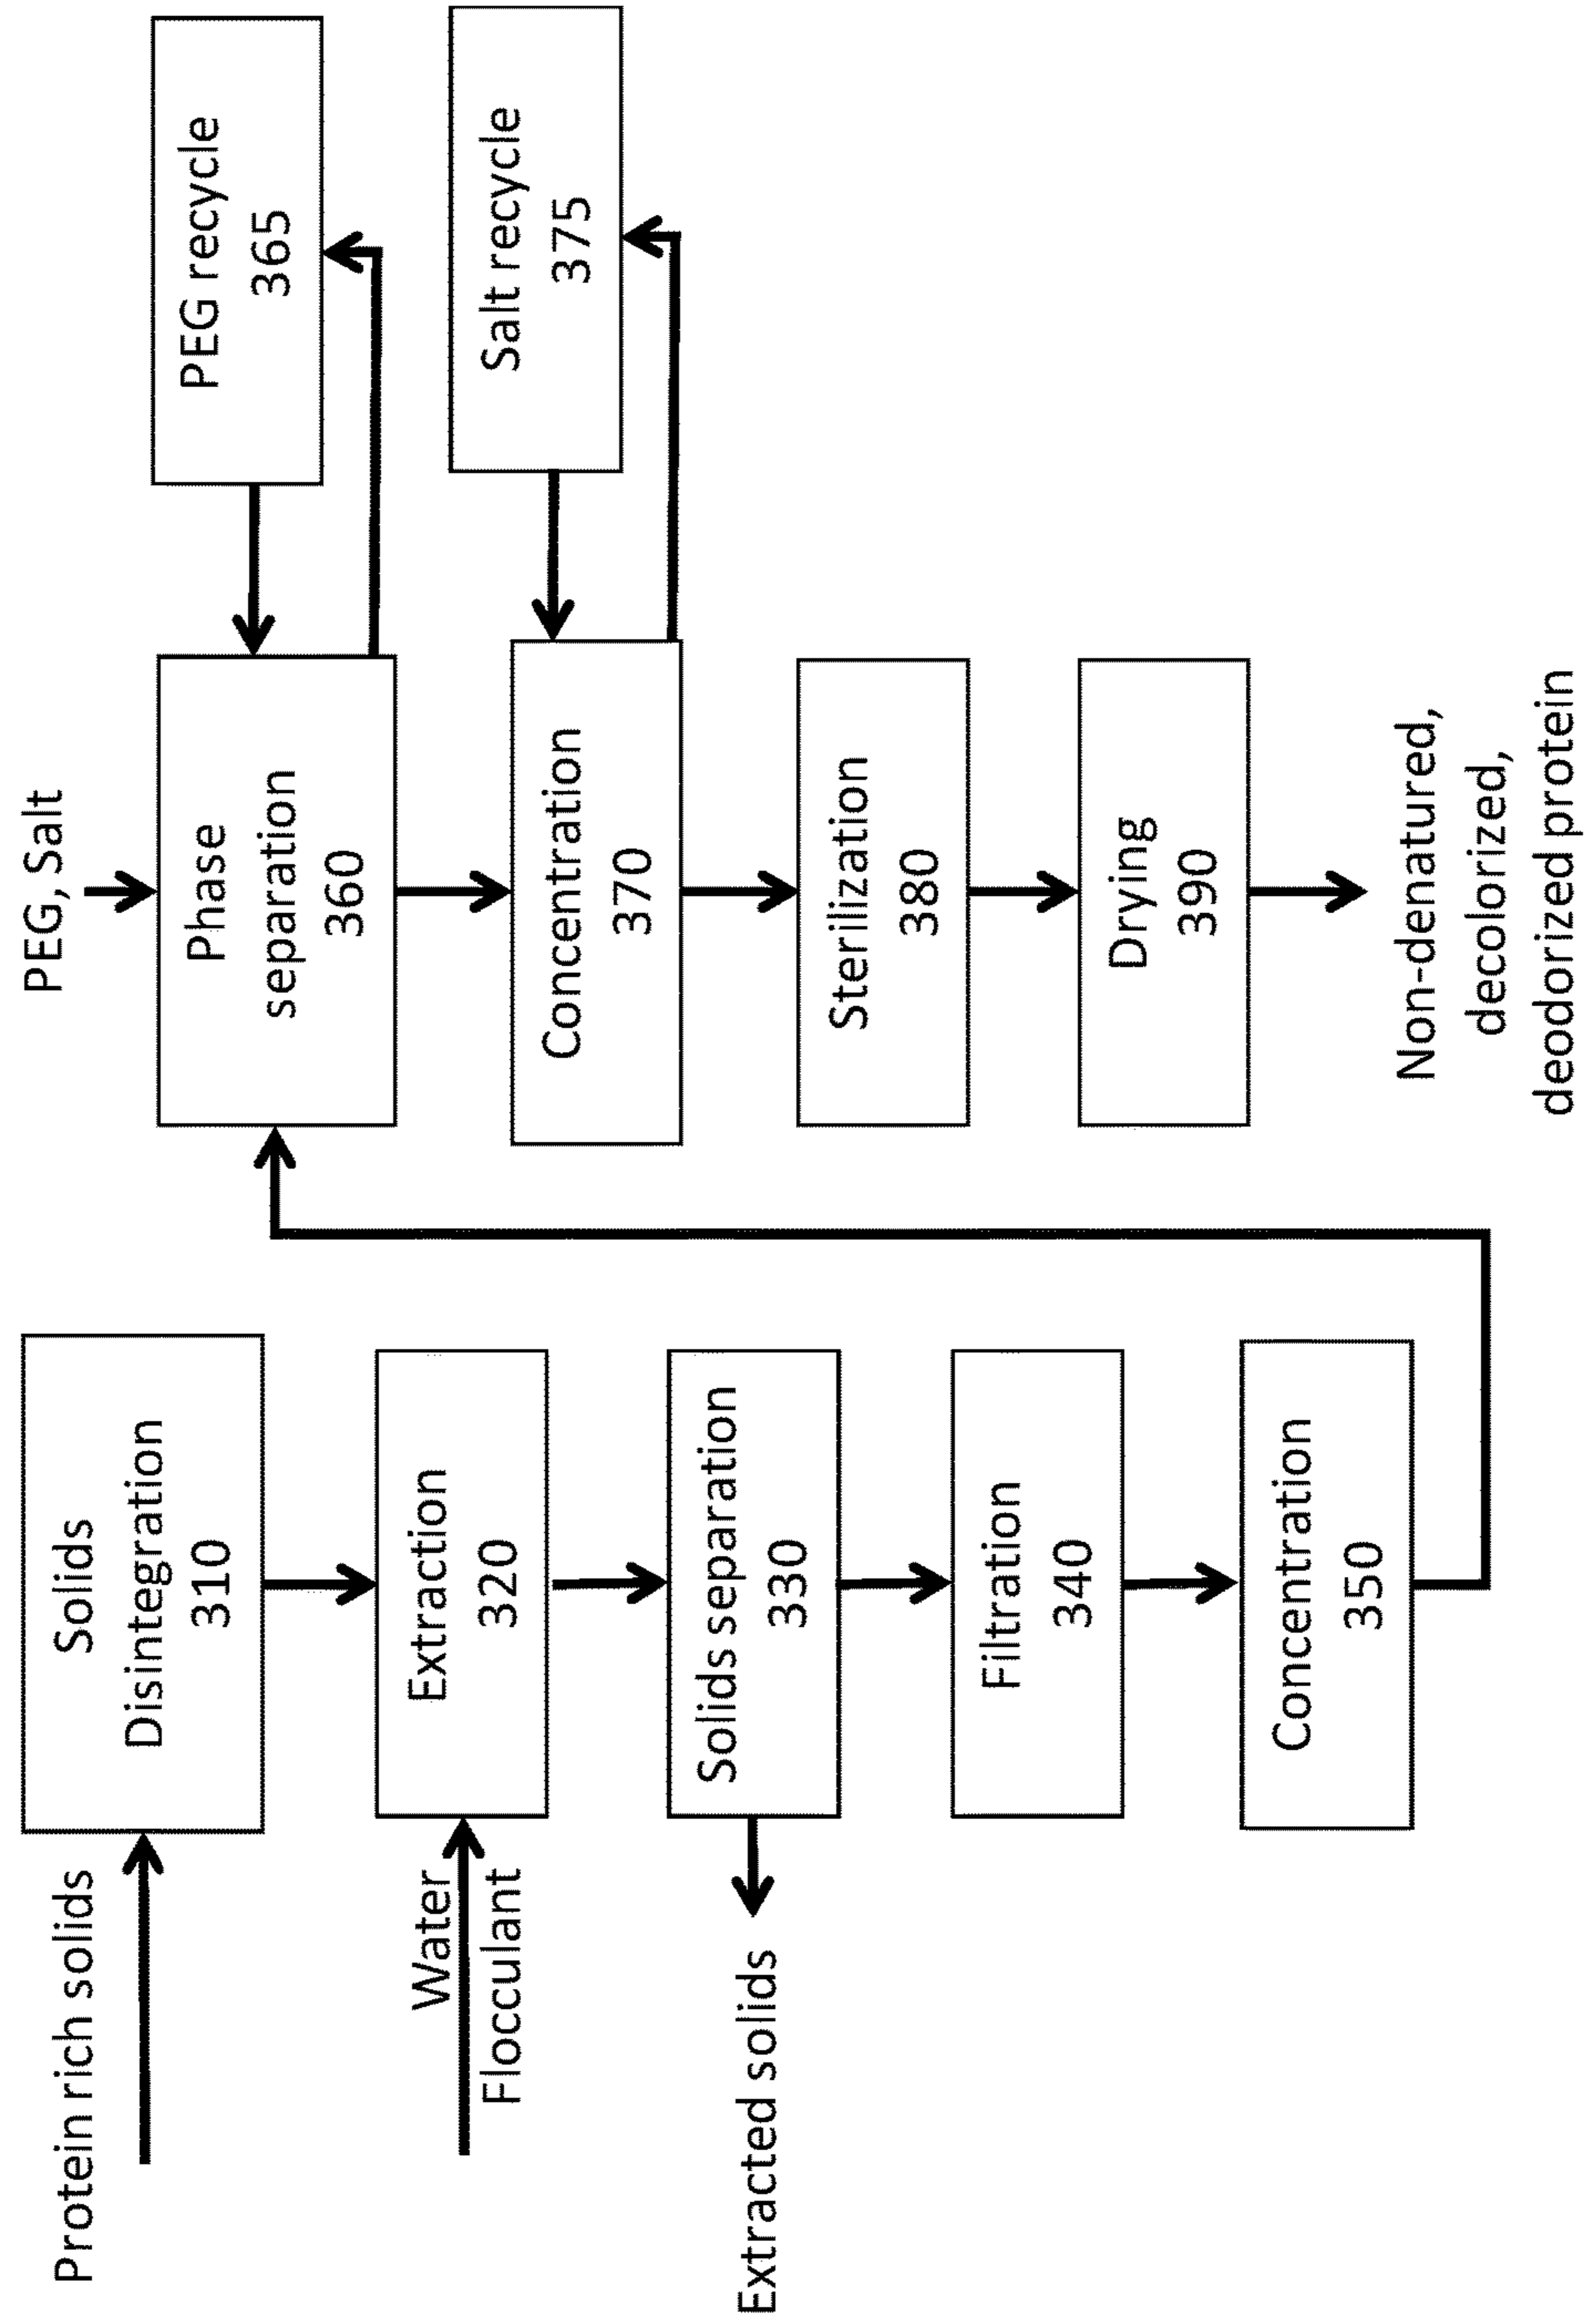 Protein rich solids
Solids
Disintegration
310
Water
Flocculant
Extraction
320
Extracted solids
Solids separation
330
Filtration
340
Concentration
350
PEG, Salt
Phase
separation
360
PEG recycle
365
Concentration
370
Salt recycle
375
Sterilization
380
Drying
390
Non-denatured,
decolorized,
deodorized protein